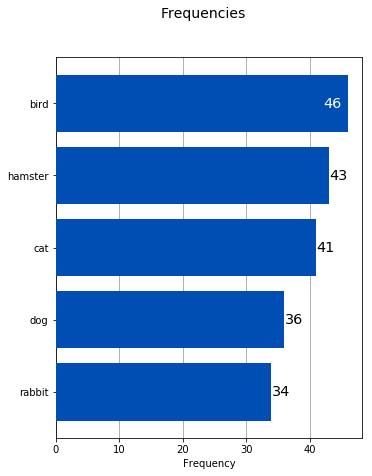 Frequencies
bird 46
hamster 43
cat 41
dog 36
rabbit 34
0 10 20 30 40
Frequency